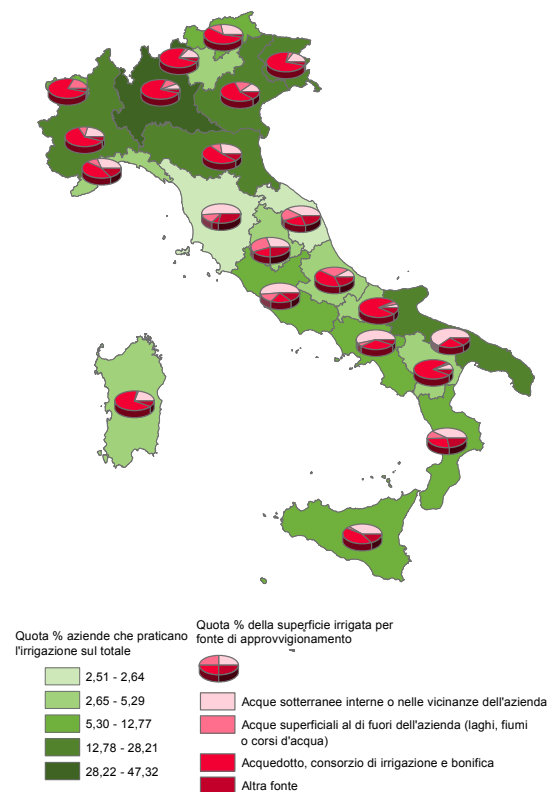 Quota % aziende che praticano
l'irrigazione sul totale
2,51 - 2,64
2,65 - 5,29
5,30 - 12,77
12,78 - 28,21
28,22 - 47,32
Quota % della superficie irrigata per
fonte di approvvigionamento
Acque sotterranee interne o nelle vicinanze dell'azienda
Acque superficiali al di fuori dell'azienda (laghi, fiumi
o corsi d'acqua)
Acquedotto, consorzio di irrigazione e bonifica
Altra fonte